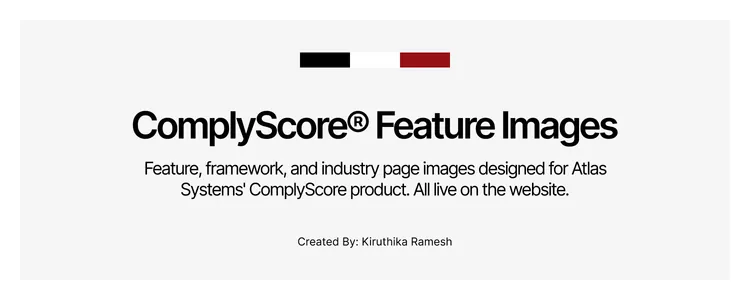 ComplyScore® Feature Images
Feature, framework, and industry page images designed for Atlas
Systems' ComplyScore product. All live on the website.
Created By: Kiruthika Ramesh